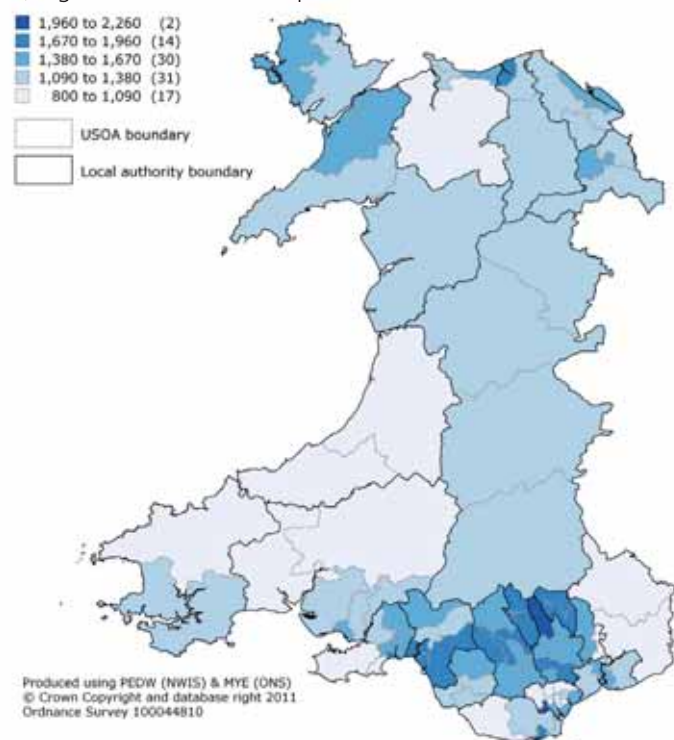 1,960 to 2,260 (2)
1,670 to 1,960 (14)
1,380 to 1,670 (30)
1,090 to 1,380 (31)
800 to 1,090 (17)
USOA boundary
Local authority boundary
Produced using PEDW (NWIS) & MYE (ONS)
© Crown Copyright and database right 2011
Ordnance Survey 100044810